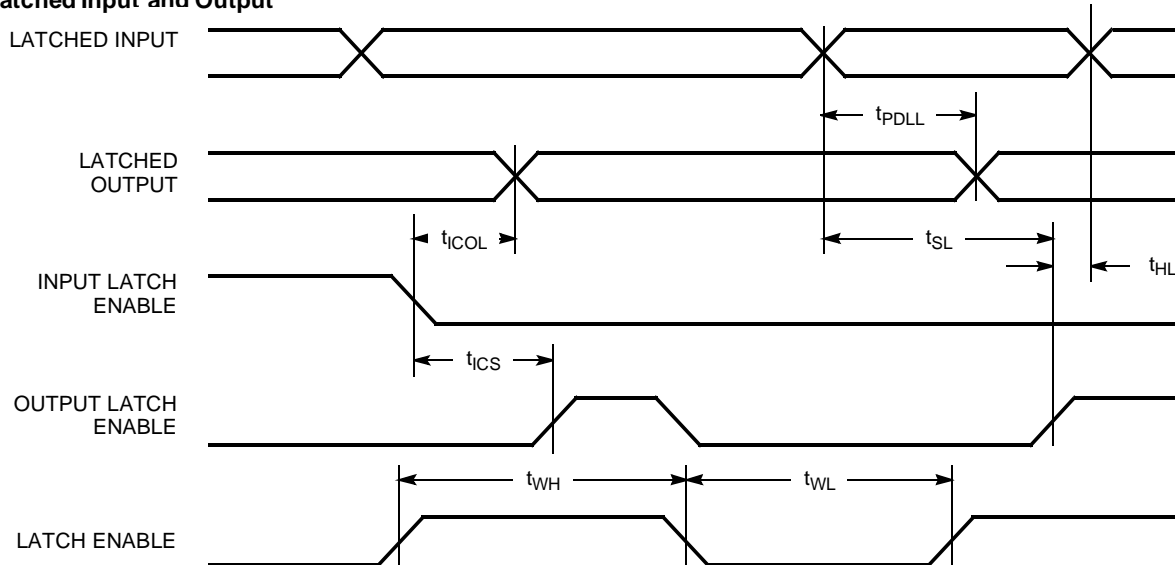 atched Input and Output
LATCHED INPUT
tPDLL
LATCHED
OUTPUT
tICOL
tSL
tHL
INPUT LATCH
ENABLE
tICS
OUTPUT LATCH
ENABLE
tWH
tWL
LATCH ENABLE